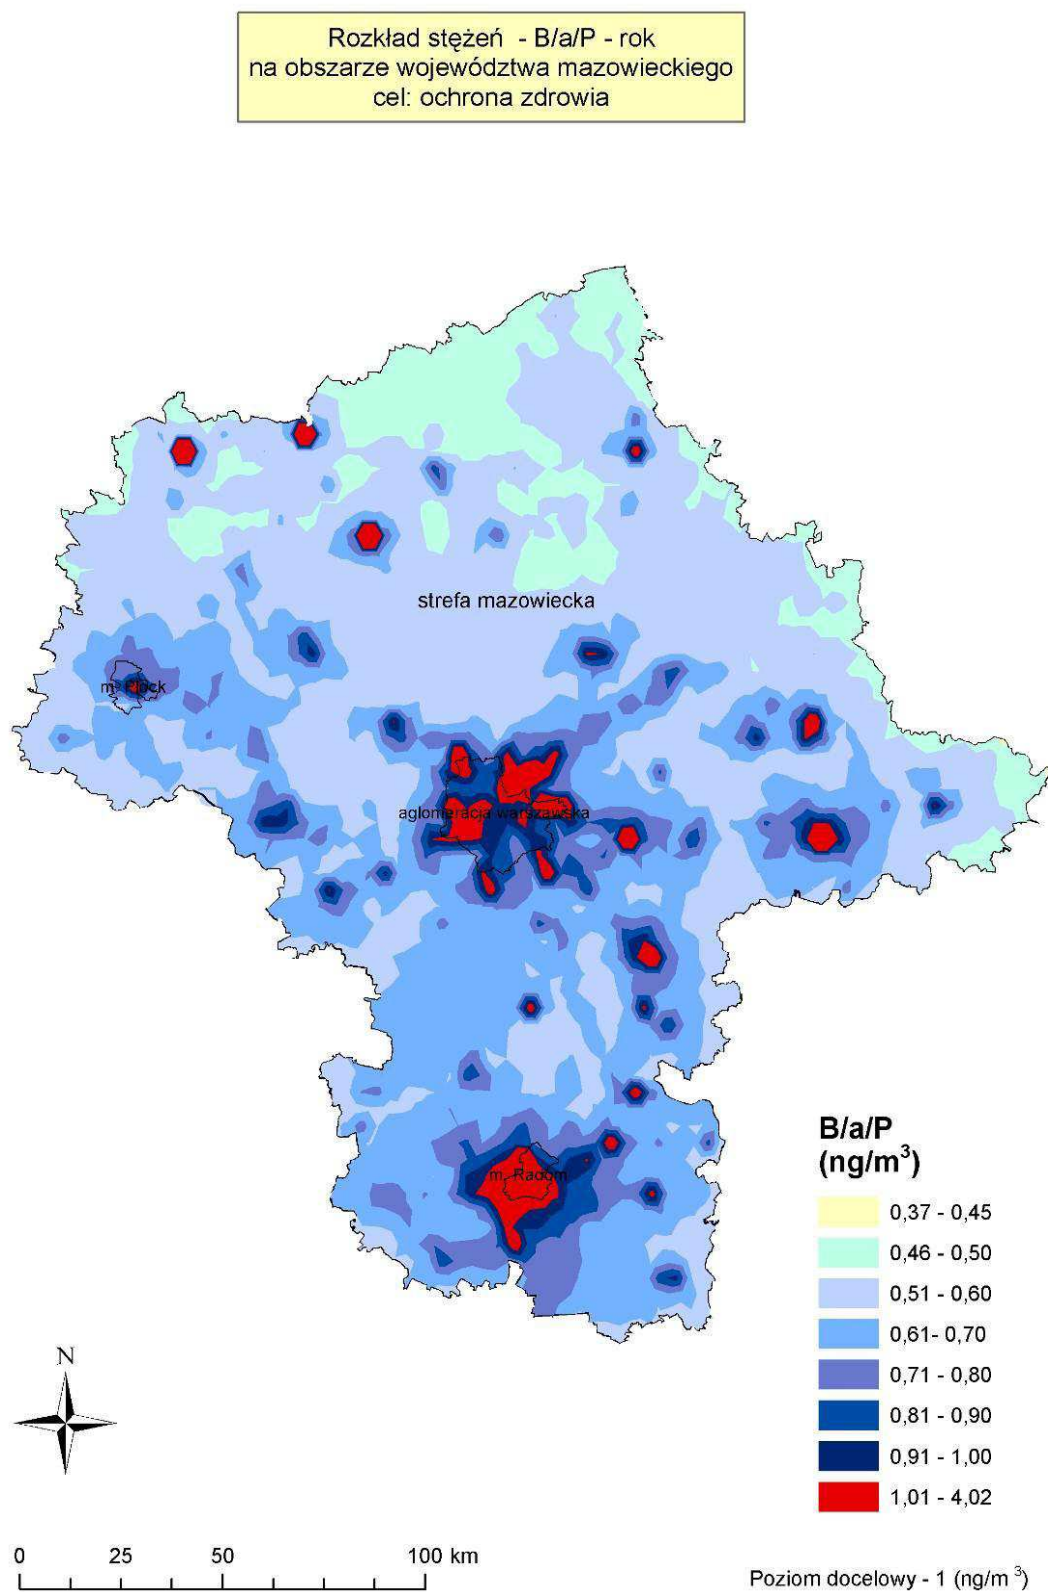 Rozkład stężeń - B/a/P - rok
na obszarze województwa mazowieckiego
cel: ochrona zdrowia
strefa mazowiecka
m. Płock
aglomeracja warszawska
m. Radom
B/a/P
(ng/m³)
0,37 - 0,45
0,46 - 0,50
0,51 - 0,60
0,61- 0,70
0,71 - 0,80
0,81 - 0,90
0,91 - 1,00
1,01 - 4,02
N
0 25 50 100 km
Poziom docelowy - 1 (ng/m ³)